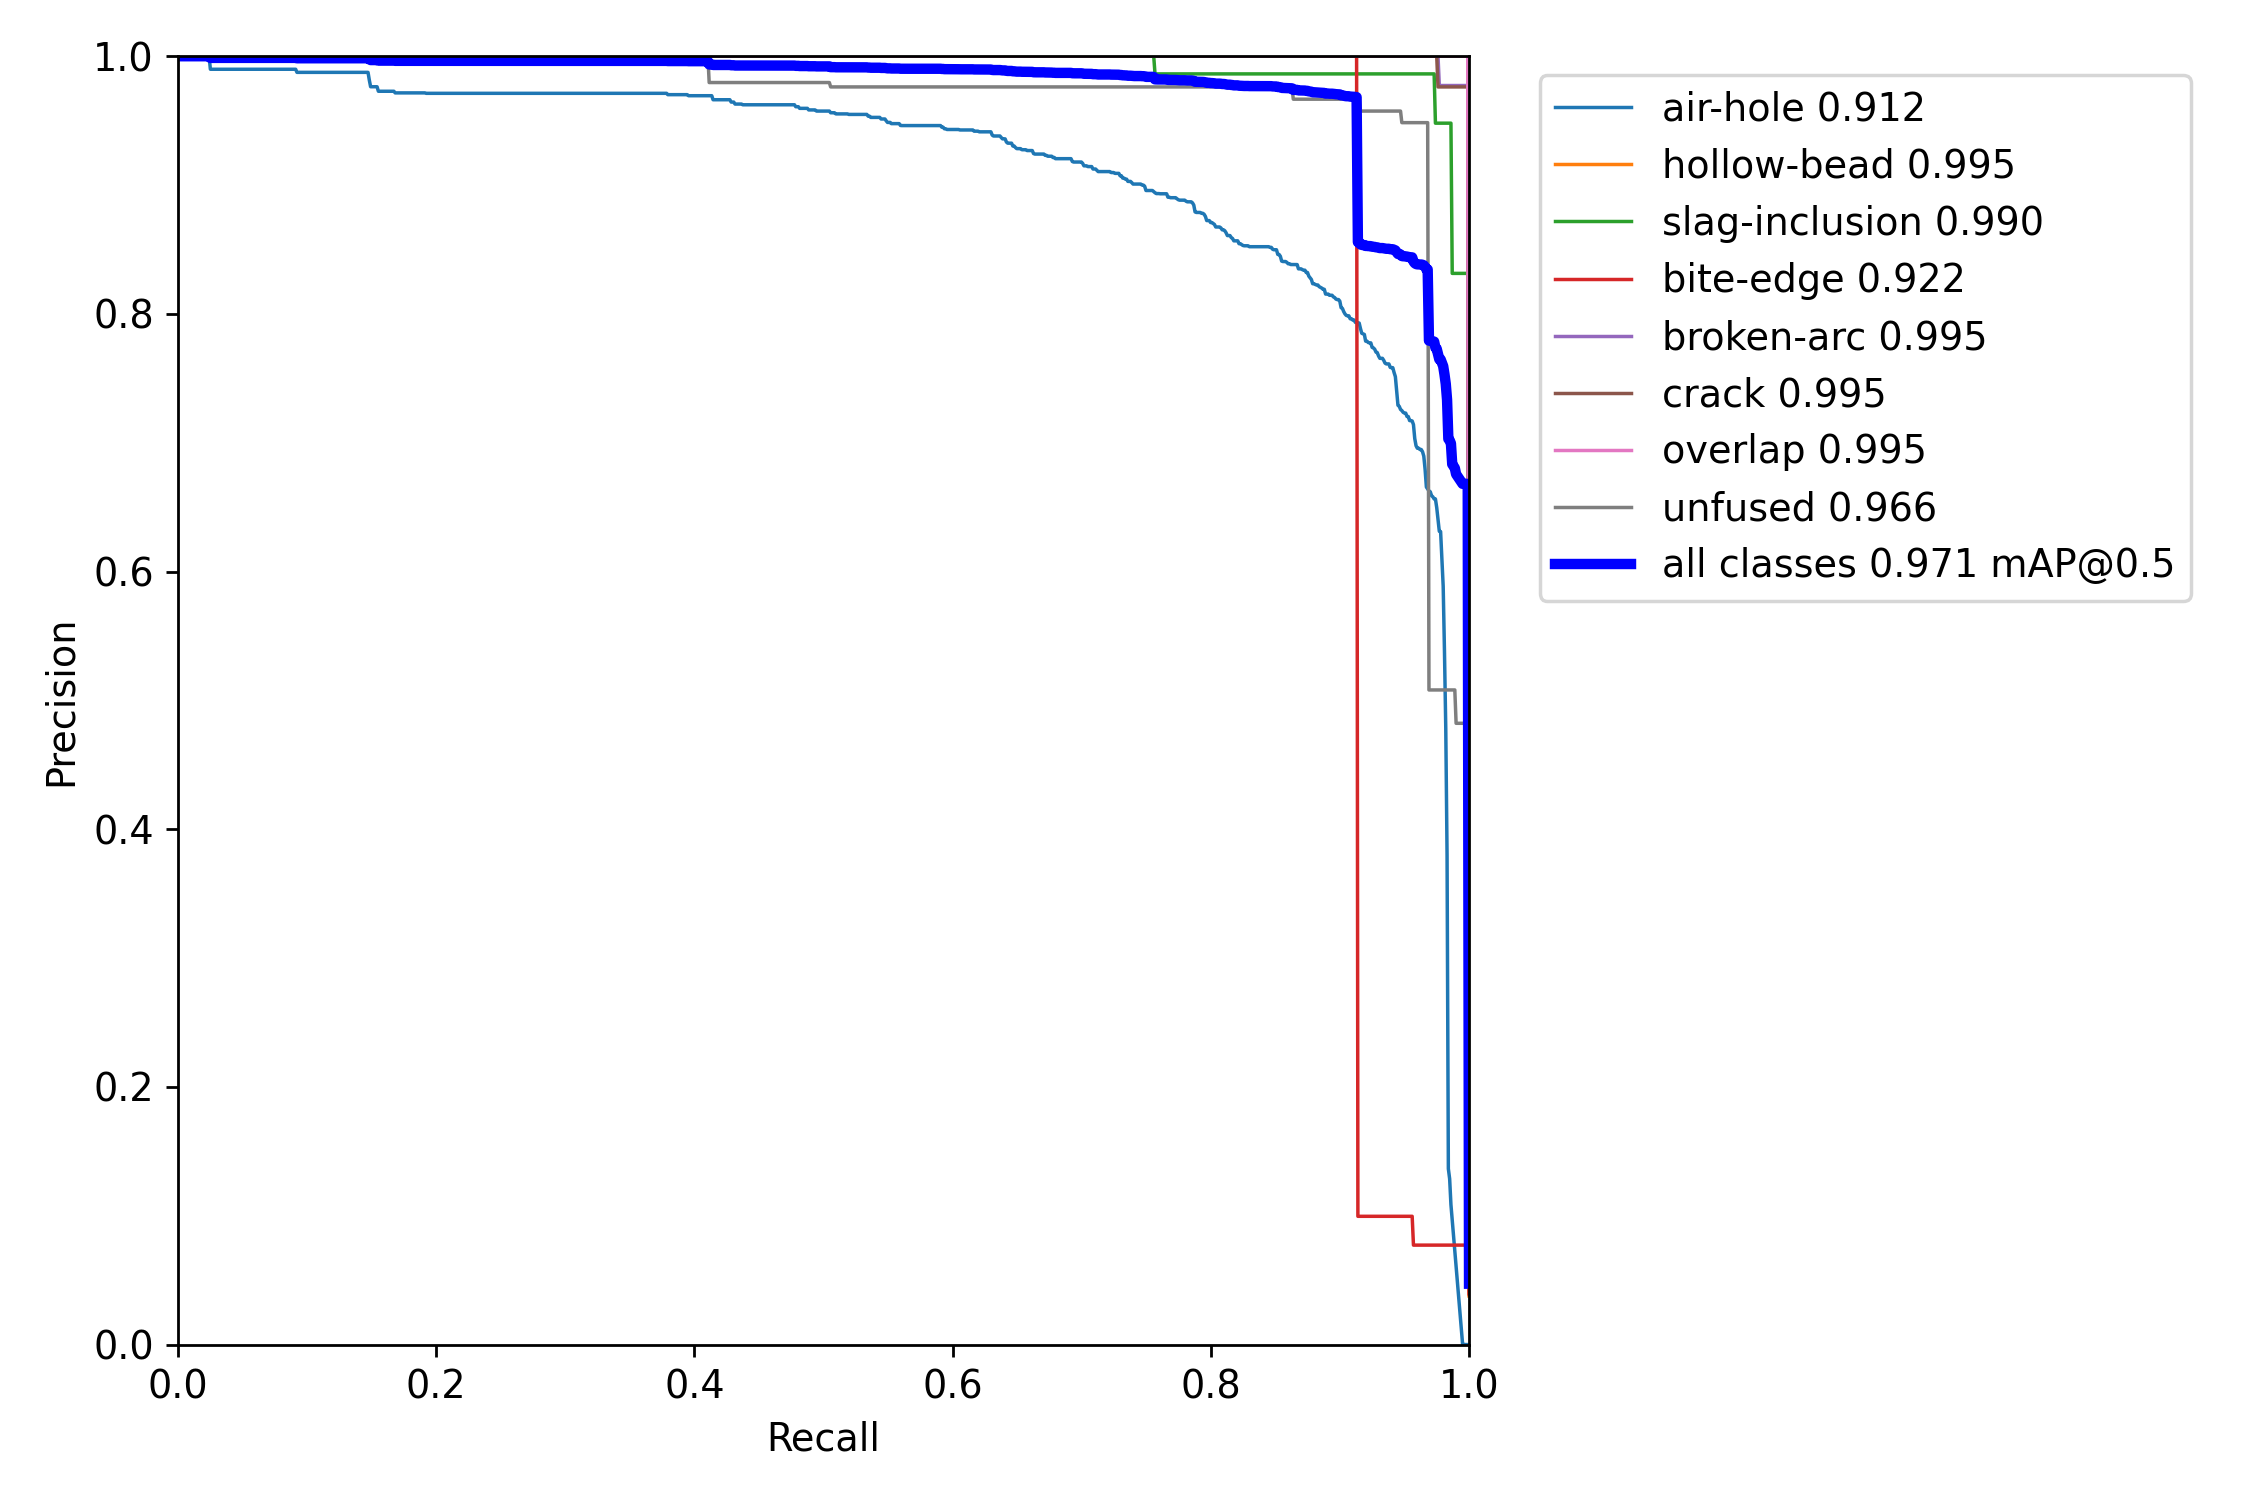 1.0
0.8
0.6
0.4
0.2
0.0
Precision
0.0 0.2 0.4 0.6 0.8 1.0
Recall
air-hole 0.912
hollow-bead 0.995
slag-inclusion 0.990
bite-edge 0.922
broken-arc 0.995
crack 0.995
overlap 0.995
unfused 0.966
all classes 0.971 mAP@0.5